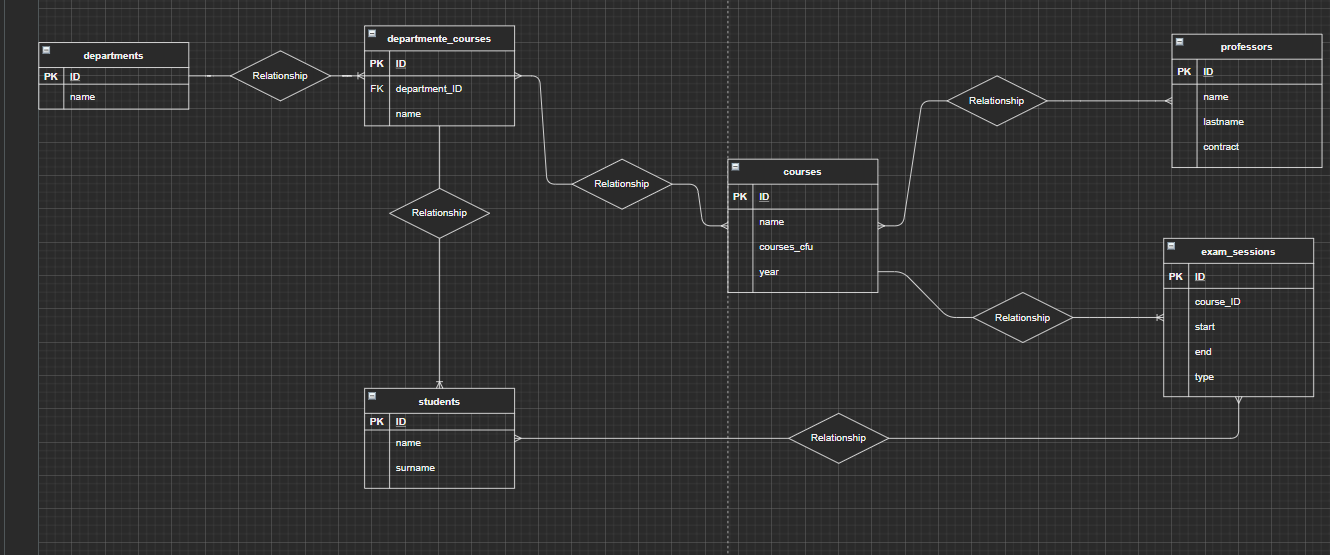 departments
PK ID
name
Relationship
departmente_courses
PK ID
FK department_ID
name
Relationship
Relationship
courses
PK ID
name
courses_cfu
year
Relationship
professors
PK ID
name
lastname
contract
Relationship
exam_sessions
PK ID
course_ID
start
end
type
students
PK ID
name
surname
Relationship